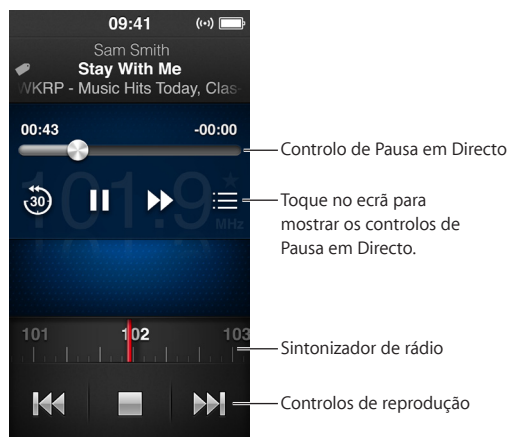 09:41
Sam Smith
Stay With Me
WKRP - Music Hits Today, Clas
00:43 -00:00
Controlo de Pausa em Directo
30
101.9
MHz
Toque no ecrã para
mostrar os controlos de
Pausa em Directo.
101 102 103
Sintonizador de rádio
Controlos de reprodução